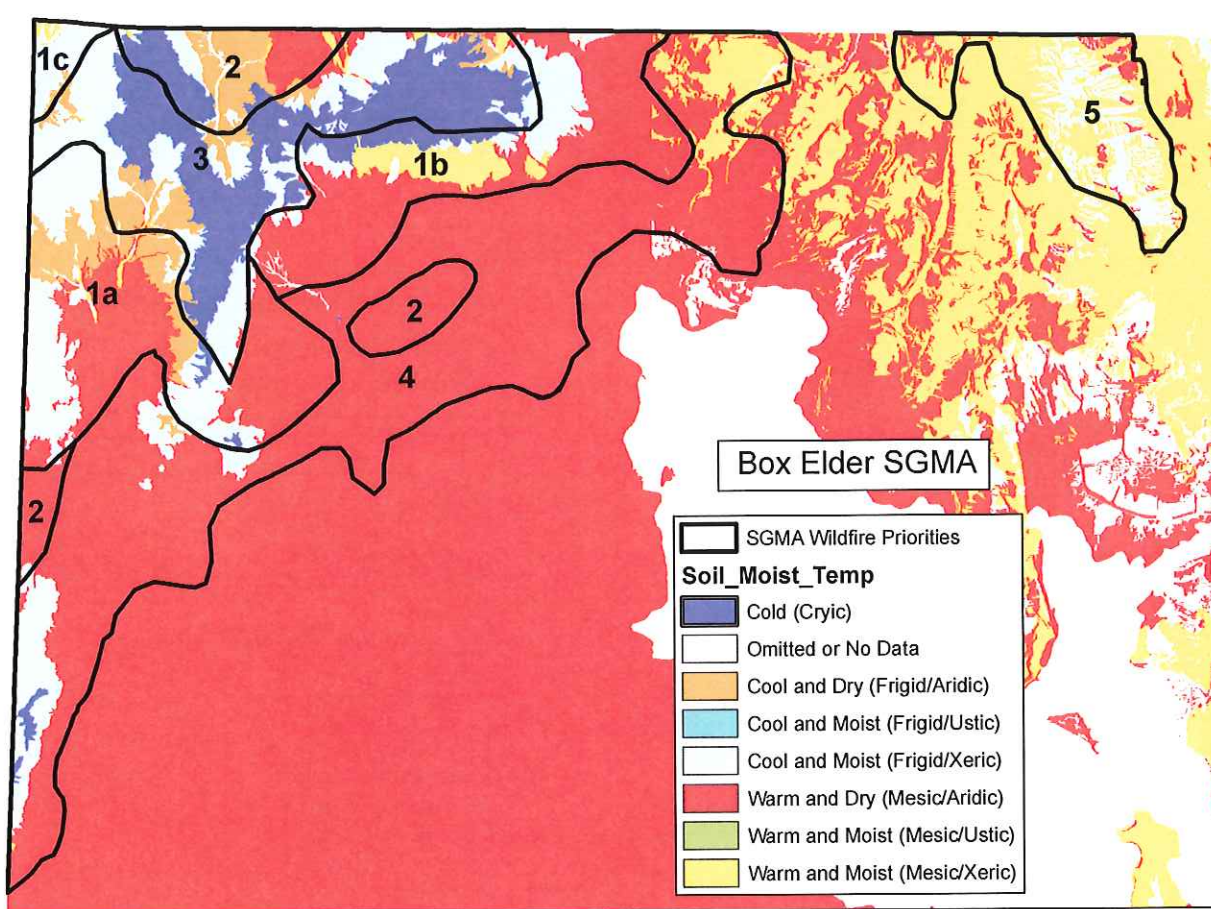 1c
2
3
1b
5
1a
2
4
2
Box Elder SGMA
SGMA Wildfire Priorities
Soil_Moist_Temp
Cold (Cryic)
Omitted or No Data
Cool and Dry (Frigid/Aridic)
Cool and Moist (Frigid/Ustic)
Cool and Moist (Frigid/Xeric)
Warm and Dry (Mesic/Aridic)
Warm and Moist (Mesic/Ustic)
Warm and Moist (Mesic/Xeric)